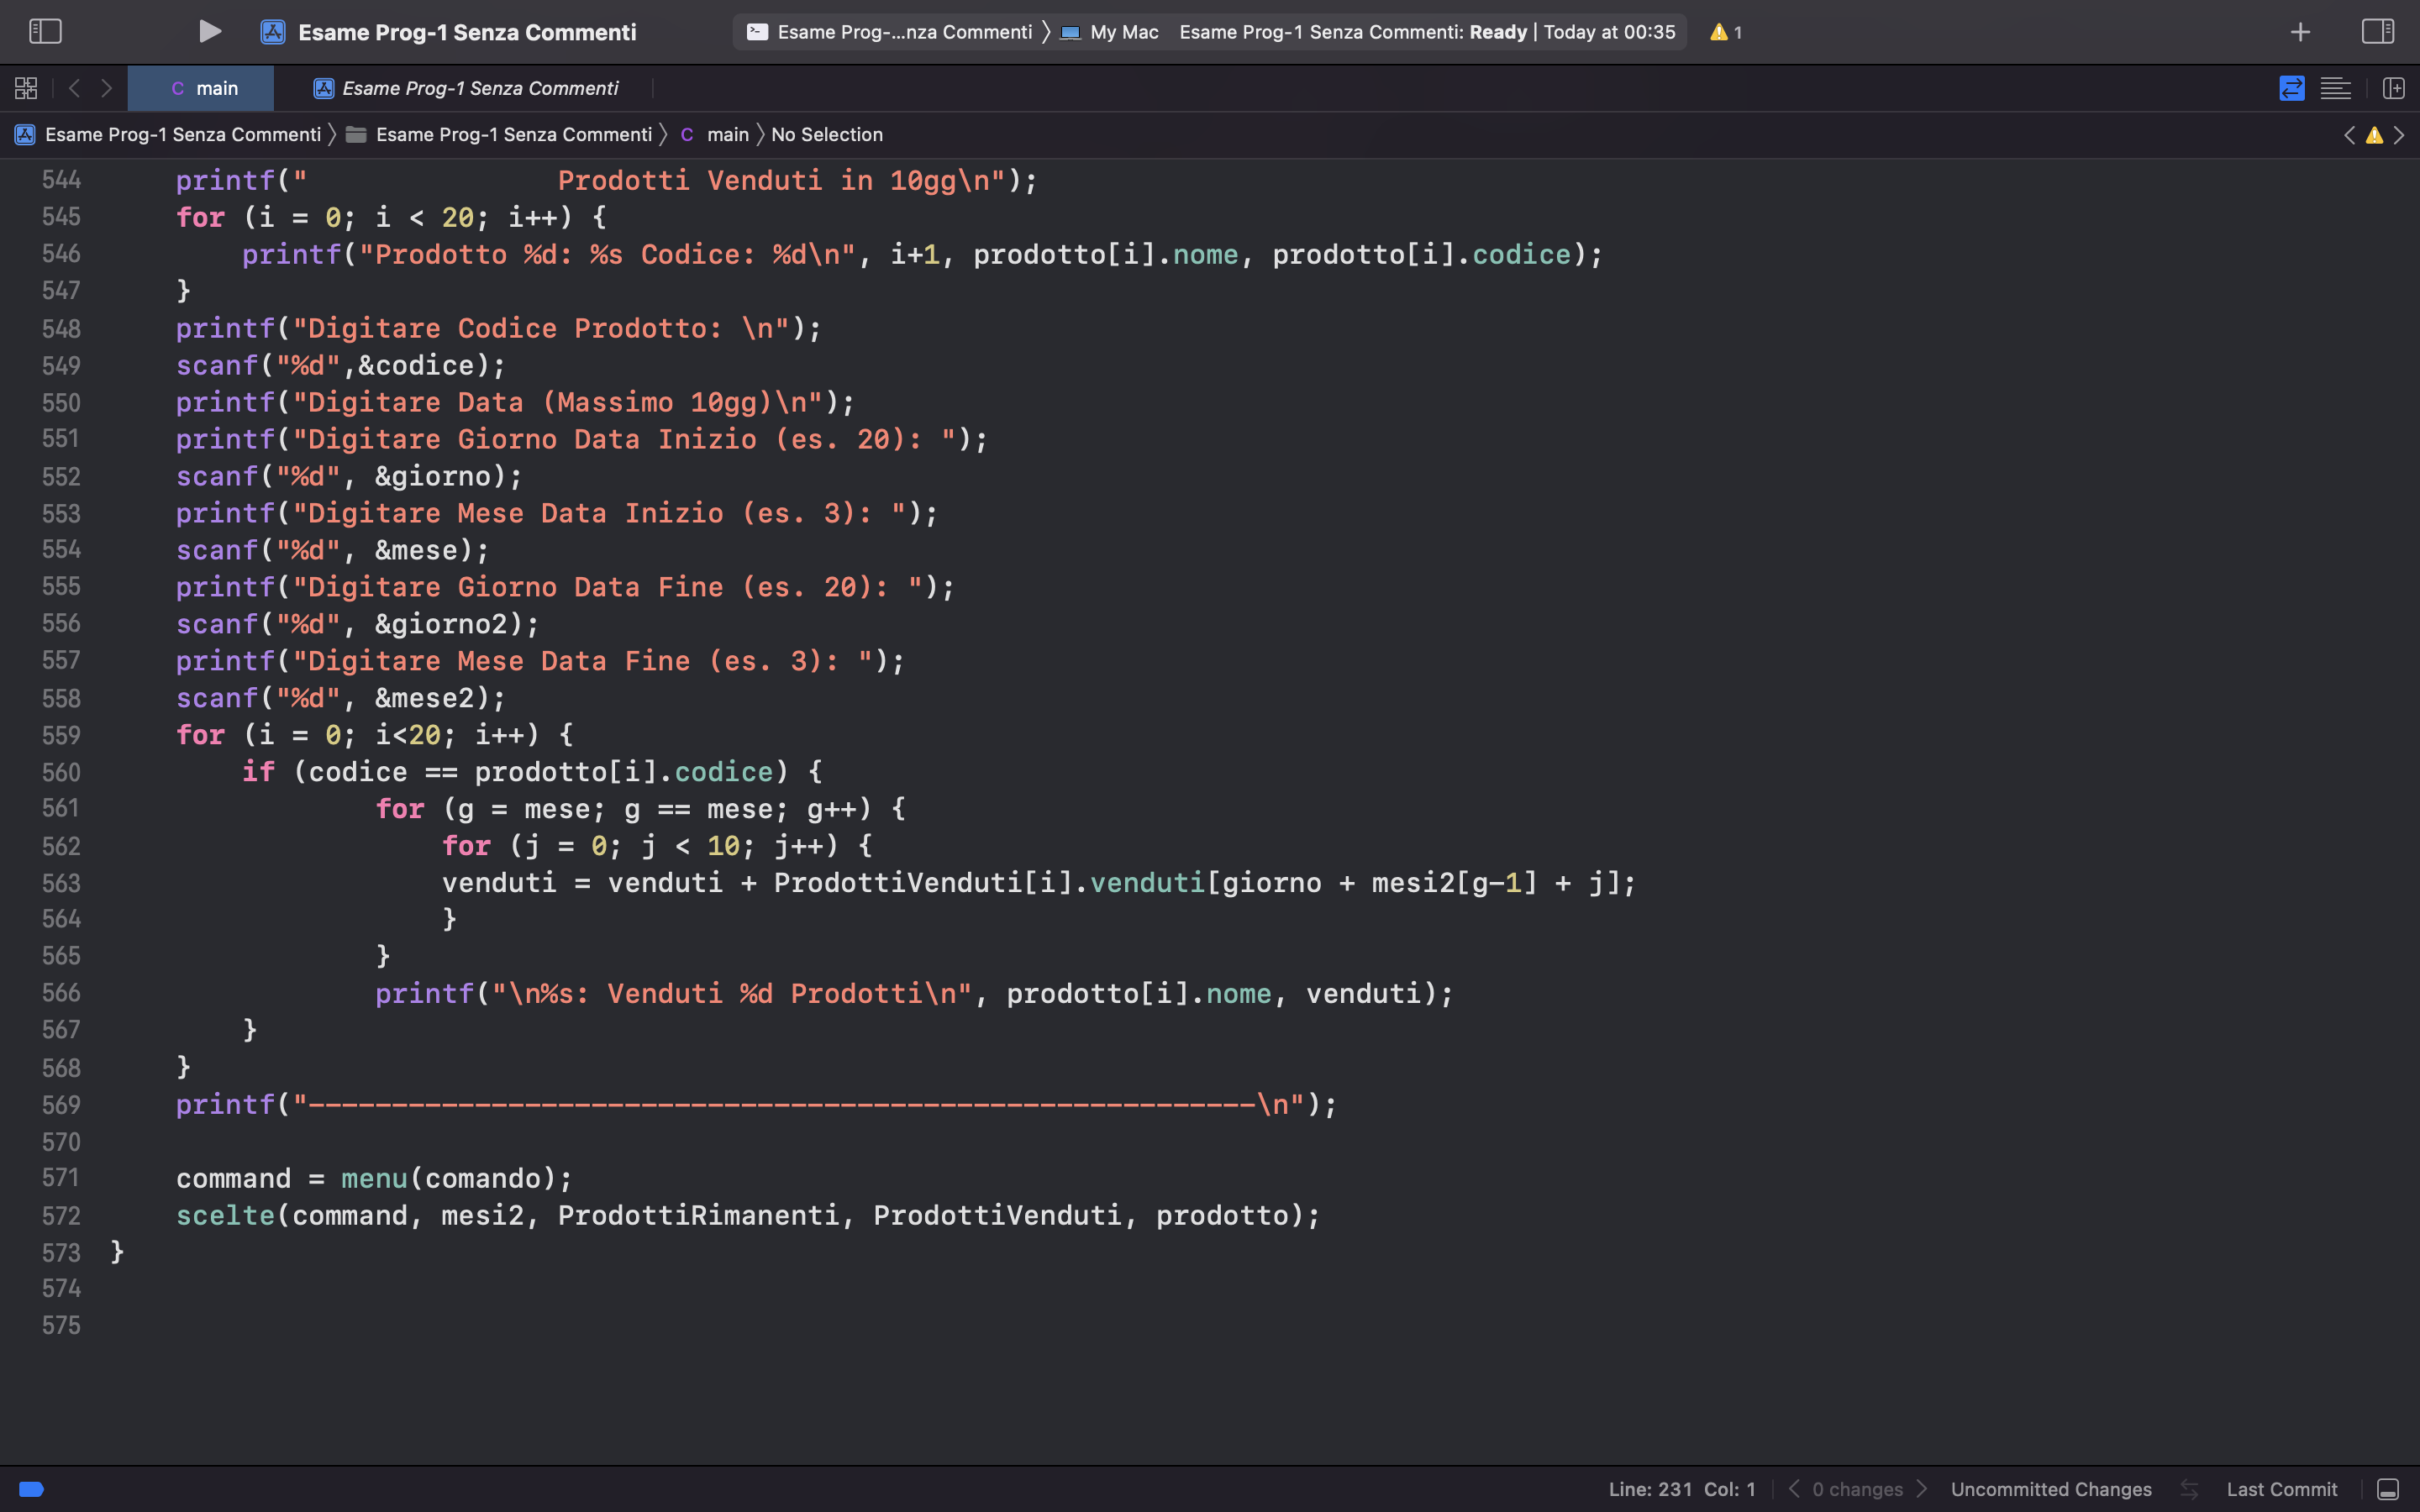 Esame Prog-1 Senza Commenti
Esame Prog-...nza Commenti 〉 My Mac Esame Prog-1 Senza Commenti: Ready | Today at 00:35 1
C main Esame Prog-1 Senza Commenti
Esame Prog-1 Senza Commenti 〉 Esame Prog-1 Senza Commenti 〉 C main 〉 No Selection
544     printf("               Prodotti Venduti in 10gg\n");
545     for (i = 0; i < 20; i++) {
546         printf("Prodotto %d: %s Codice: %d\n", i+1, prodotto[i].nome, prodotto[i].codice);
547     }
548     printf("Digitare Codice Prodotto: \n");
549     scanf("%d",&codice);
550     printf("Digitare Data (Massimo 10gg)\n");
551     printf("Digitare Giorno Data Inizio (es. 20): ");
552     scanf("%d", &giorno);
553     printf("Digitare Mese Data Inizio (es. 3): ");
554     scanf("%d", &mese);
555     printf("Digitare Giorno Data Fine (es. 20): ");
556     scanf("%d", &giorno2);
557     printf("Digitare Mese Data Fine (es. 3): ");
558     scanf("%d", &mese2);
559     for (i = 0; i<20; i++) {
560         if (codice == prodotto[i].codice) {
561                 for (g = mese; g == mese; g++) {
562                     for (j = 0; j < 10; j++) {
563                     venduti = venduti + ProdottiVenduti[i].venduti[giorno + mesi2[g-1] + j];
564                     }
565                 }
566                 printf("\n%s: Venduti %d Prodotti\n", prodotto[i].nome, venduti);
567         }
568     }
569     printf("---------------------------------------------------------\n");
570
571     command = menu(comando);
572     scelte(command, mesi2, ProdottiRimanenti, ProdottiVenduti, prodotto);
573 }
574
575
Line: 231 Col: 1 0 changes Uncommitted Changes Last Commit